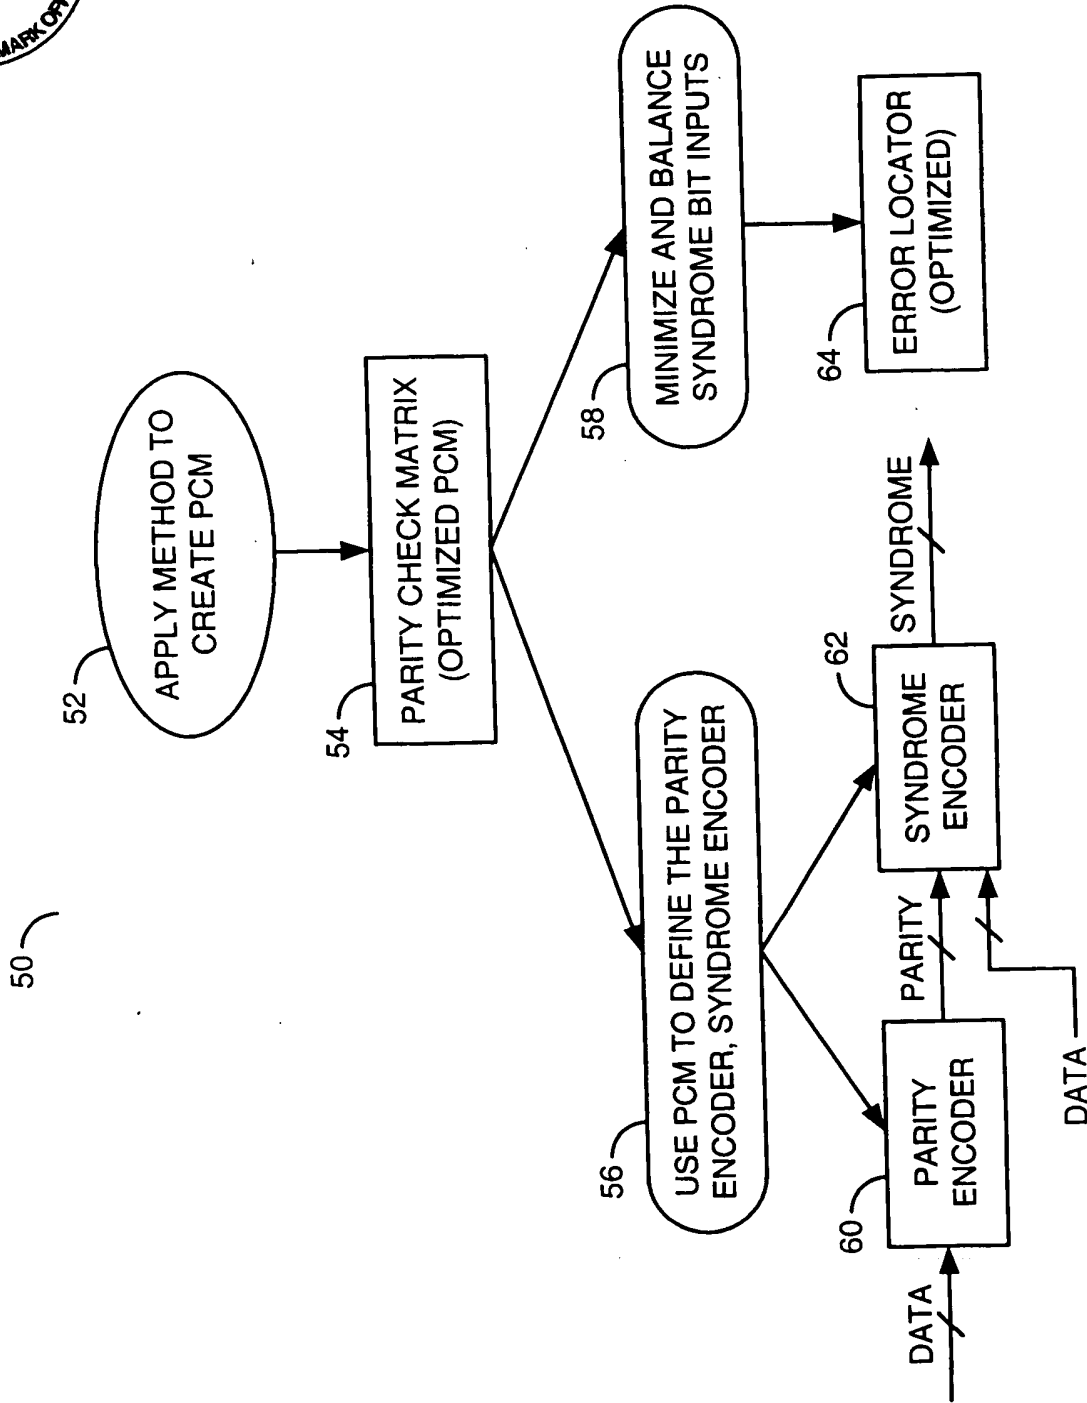 MARK OF
50
52
APPLY METHOD TO
CREATE PCM
54
PARITY CHECK MATRIX
(OPTIMIZED PCM)
56
USE PCM TO DEFINE THE PARITY
ENCODER, SYNDROME ENCODER
58
MINIMIZE AND BALANCE
SYNDROME BIT INPUTS
DATA
60
PARITY
ENCODER
PARITY
DATA
62
SYNDROME
ENCODER
SYNDROME
64
ERROR LOCATOR
(OPTIMIZED)